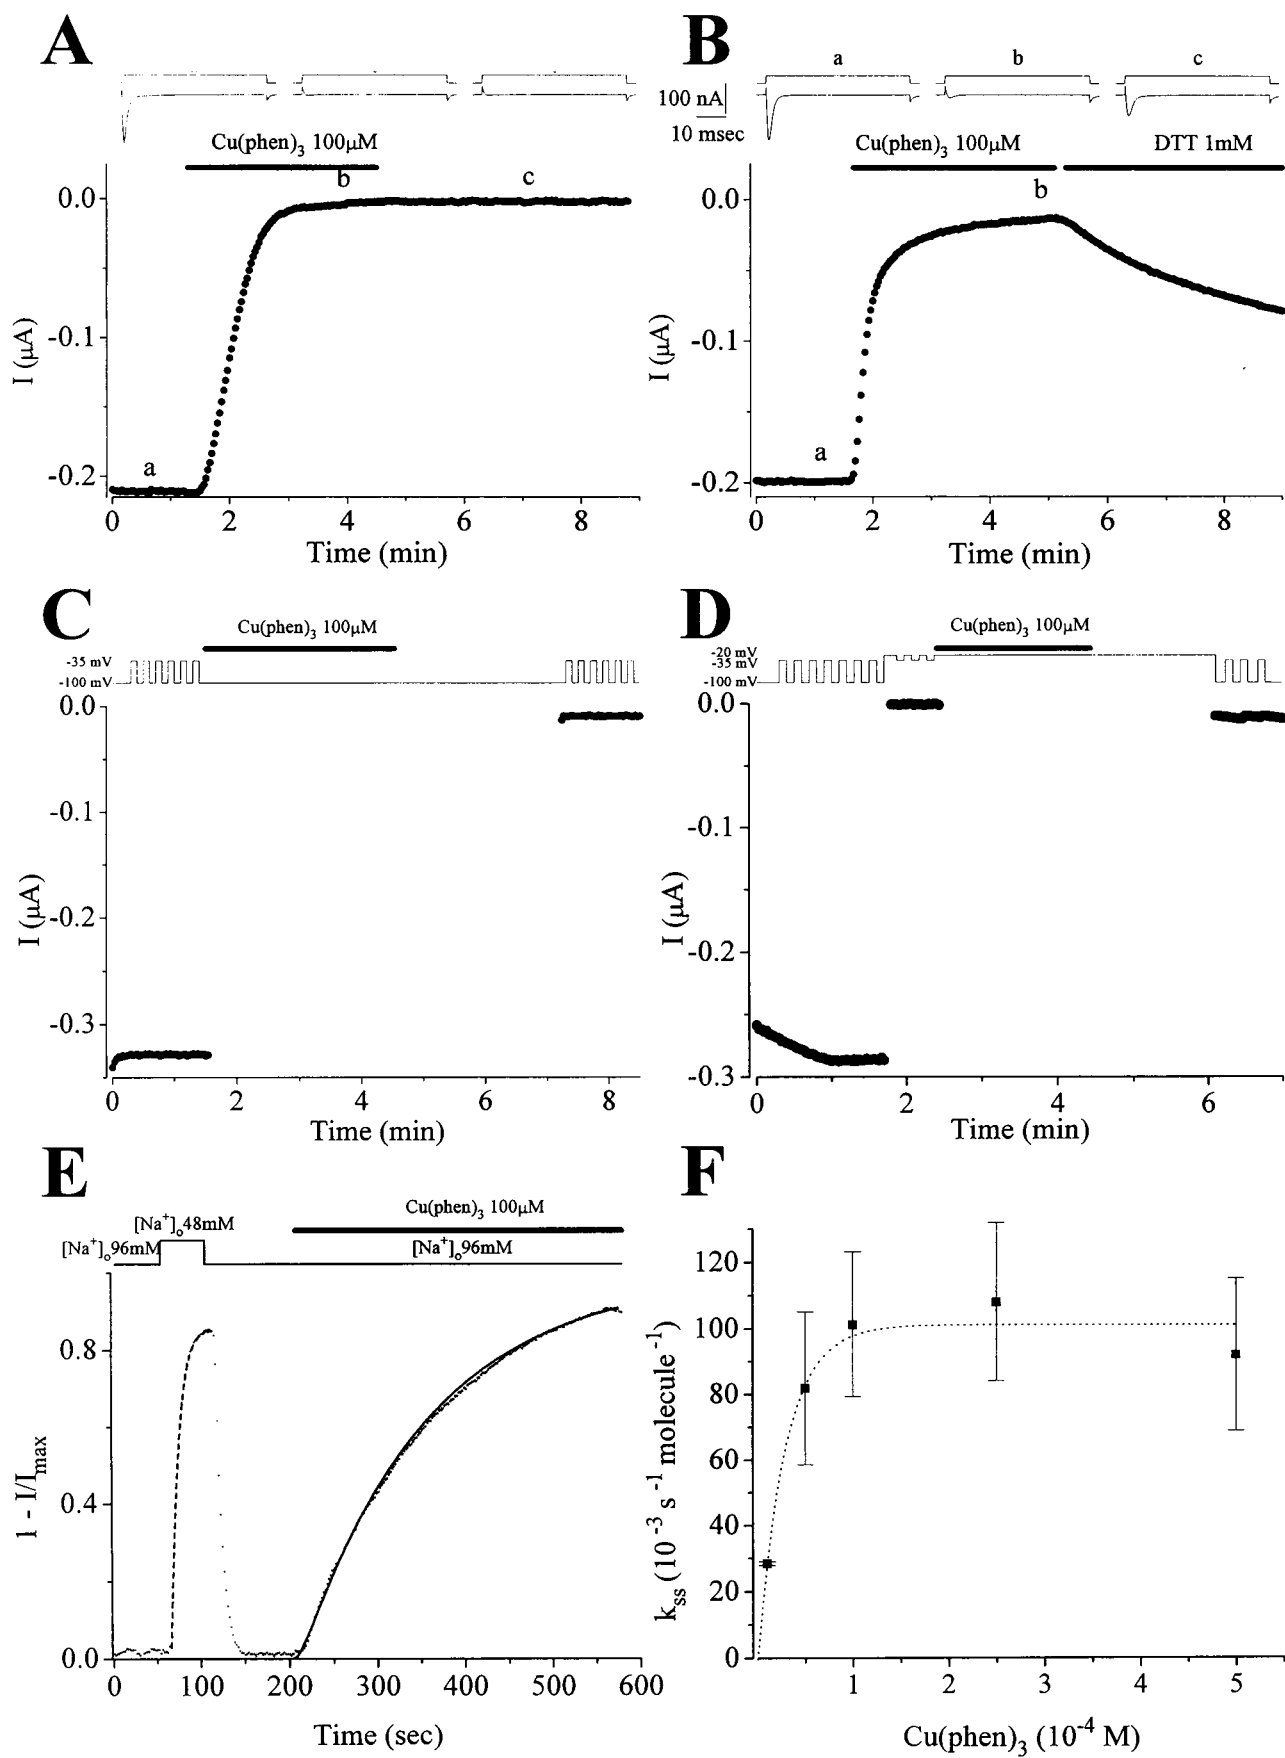 A
Cu(phen)3 100μM
b
c
a
0.0
-0.1
-0.2
I (μA)
0 2 4 6 8
Time (min)
B
a b c
100 nA
10 msec
Cu(phen)3 100μM DTT 1mM
b
a
0.0
-0.1
-0.2
I (μA)
0 2 4 6 8
Time (min)
C
Cu(phen)3 100μM
-35 mV
-100 mV
0.0
-0.1
-0.2
-0.3
I (μA)
0 2 4 6 8
Time (min)
D
Cu(phen)3 100μM
-20 mV
-35 mV
-100 mV
0.0
-0.1
-0.2
-0.3
I (μA)
0 2 4 6
Time (min)
E
Cu(phen)3 100μM
[Na+]o48mM
[Na+]o96mM [Na+]o96mM
0.8
0.4
0.0
1 - I/Imax
0 100 200 300 400 500 600
Time (sec)
F
120
100
80
60
40
20
0
kss (10 -3 s -1 molecule -1)
1 2 3 4 5
Cu(phen)3 (10-4 M)